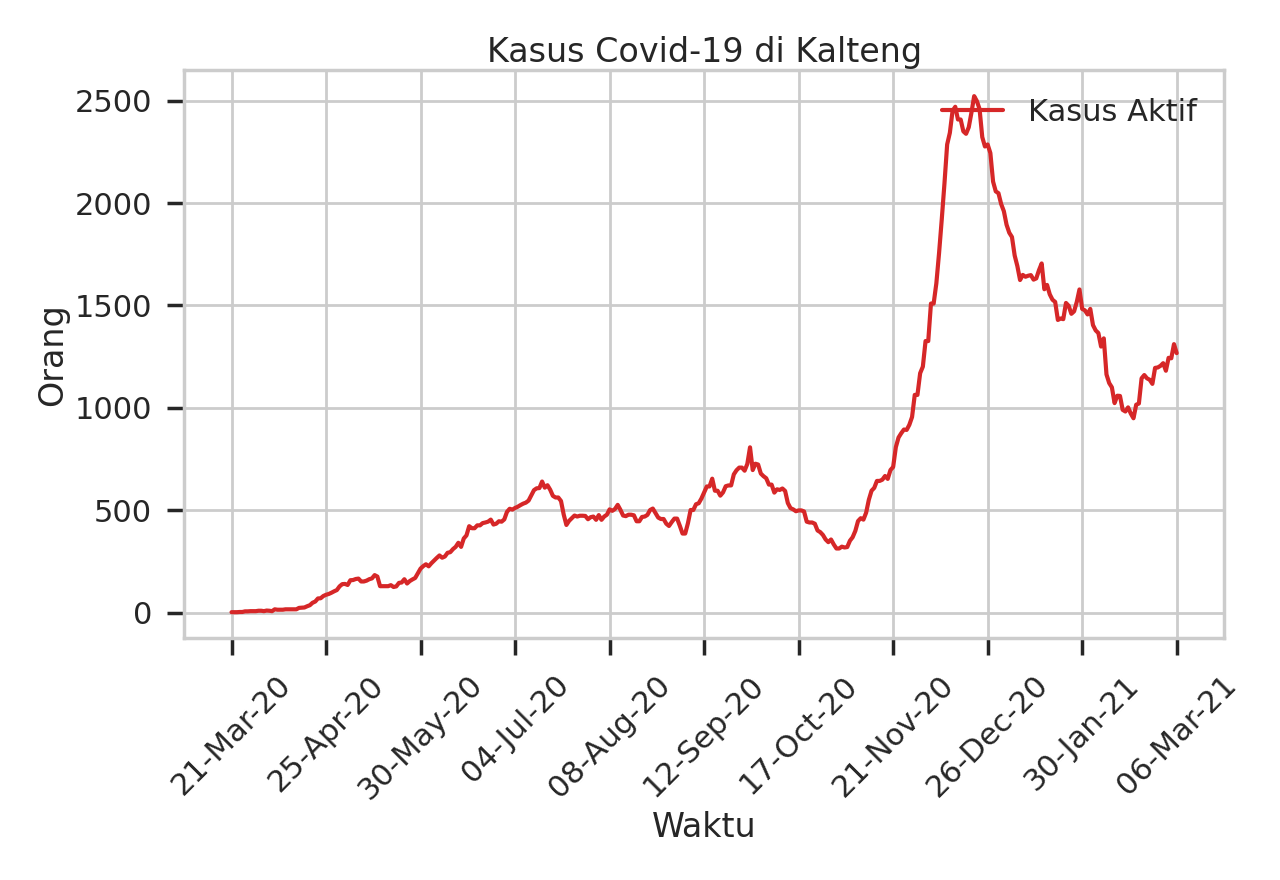 Kasus Covid-19 di Kalteng
Kasus Aktif
Orang
2500
2000
1500
1000
500
0
21-Mar-20
25-Apr-20
30-May-20
04-Jul-20
08-Aug-20
12-Sep-20
17-Oct-20
21-Nov-20
26-Dec-20
30-Jan-21
06-Mar-21
Waktu